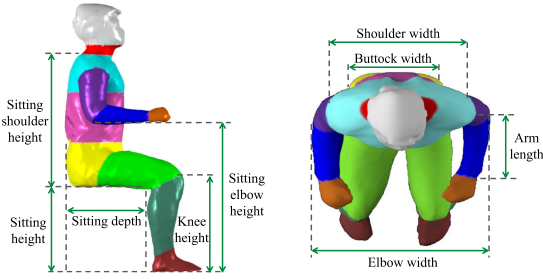 Sitting
shoulder
height
Sitting
height
Sitting depth
Knee
height
Sitting
elbow
height
Shoulder width
Buttock width
Arm
length
Elbow width